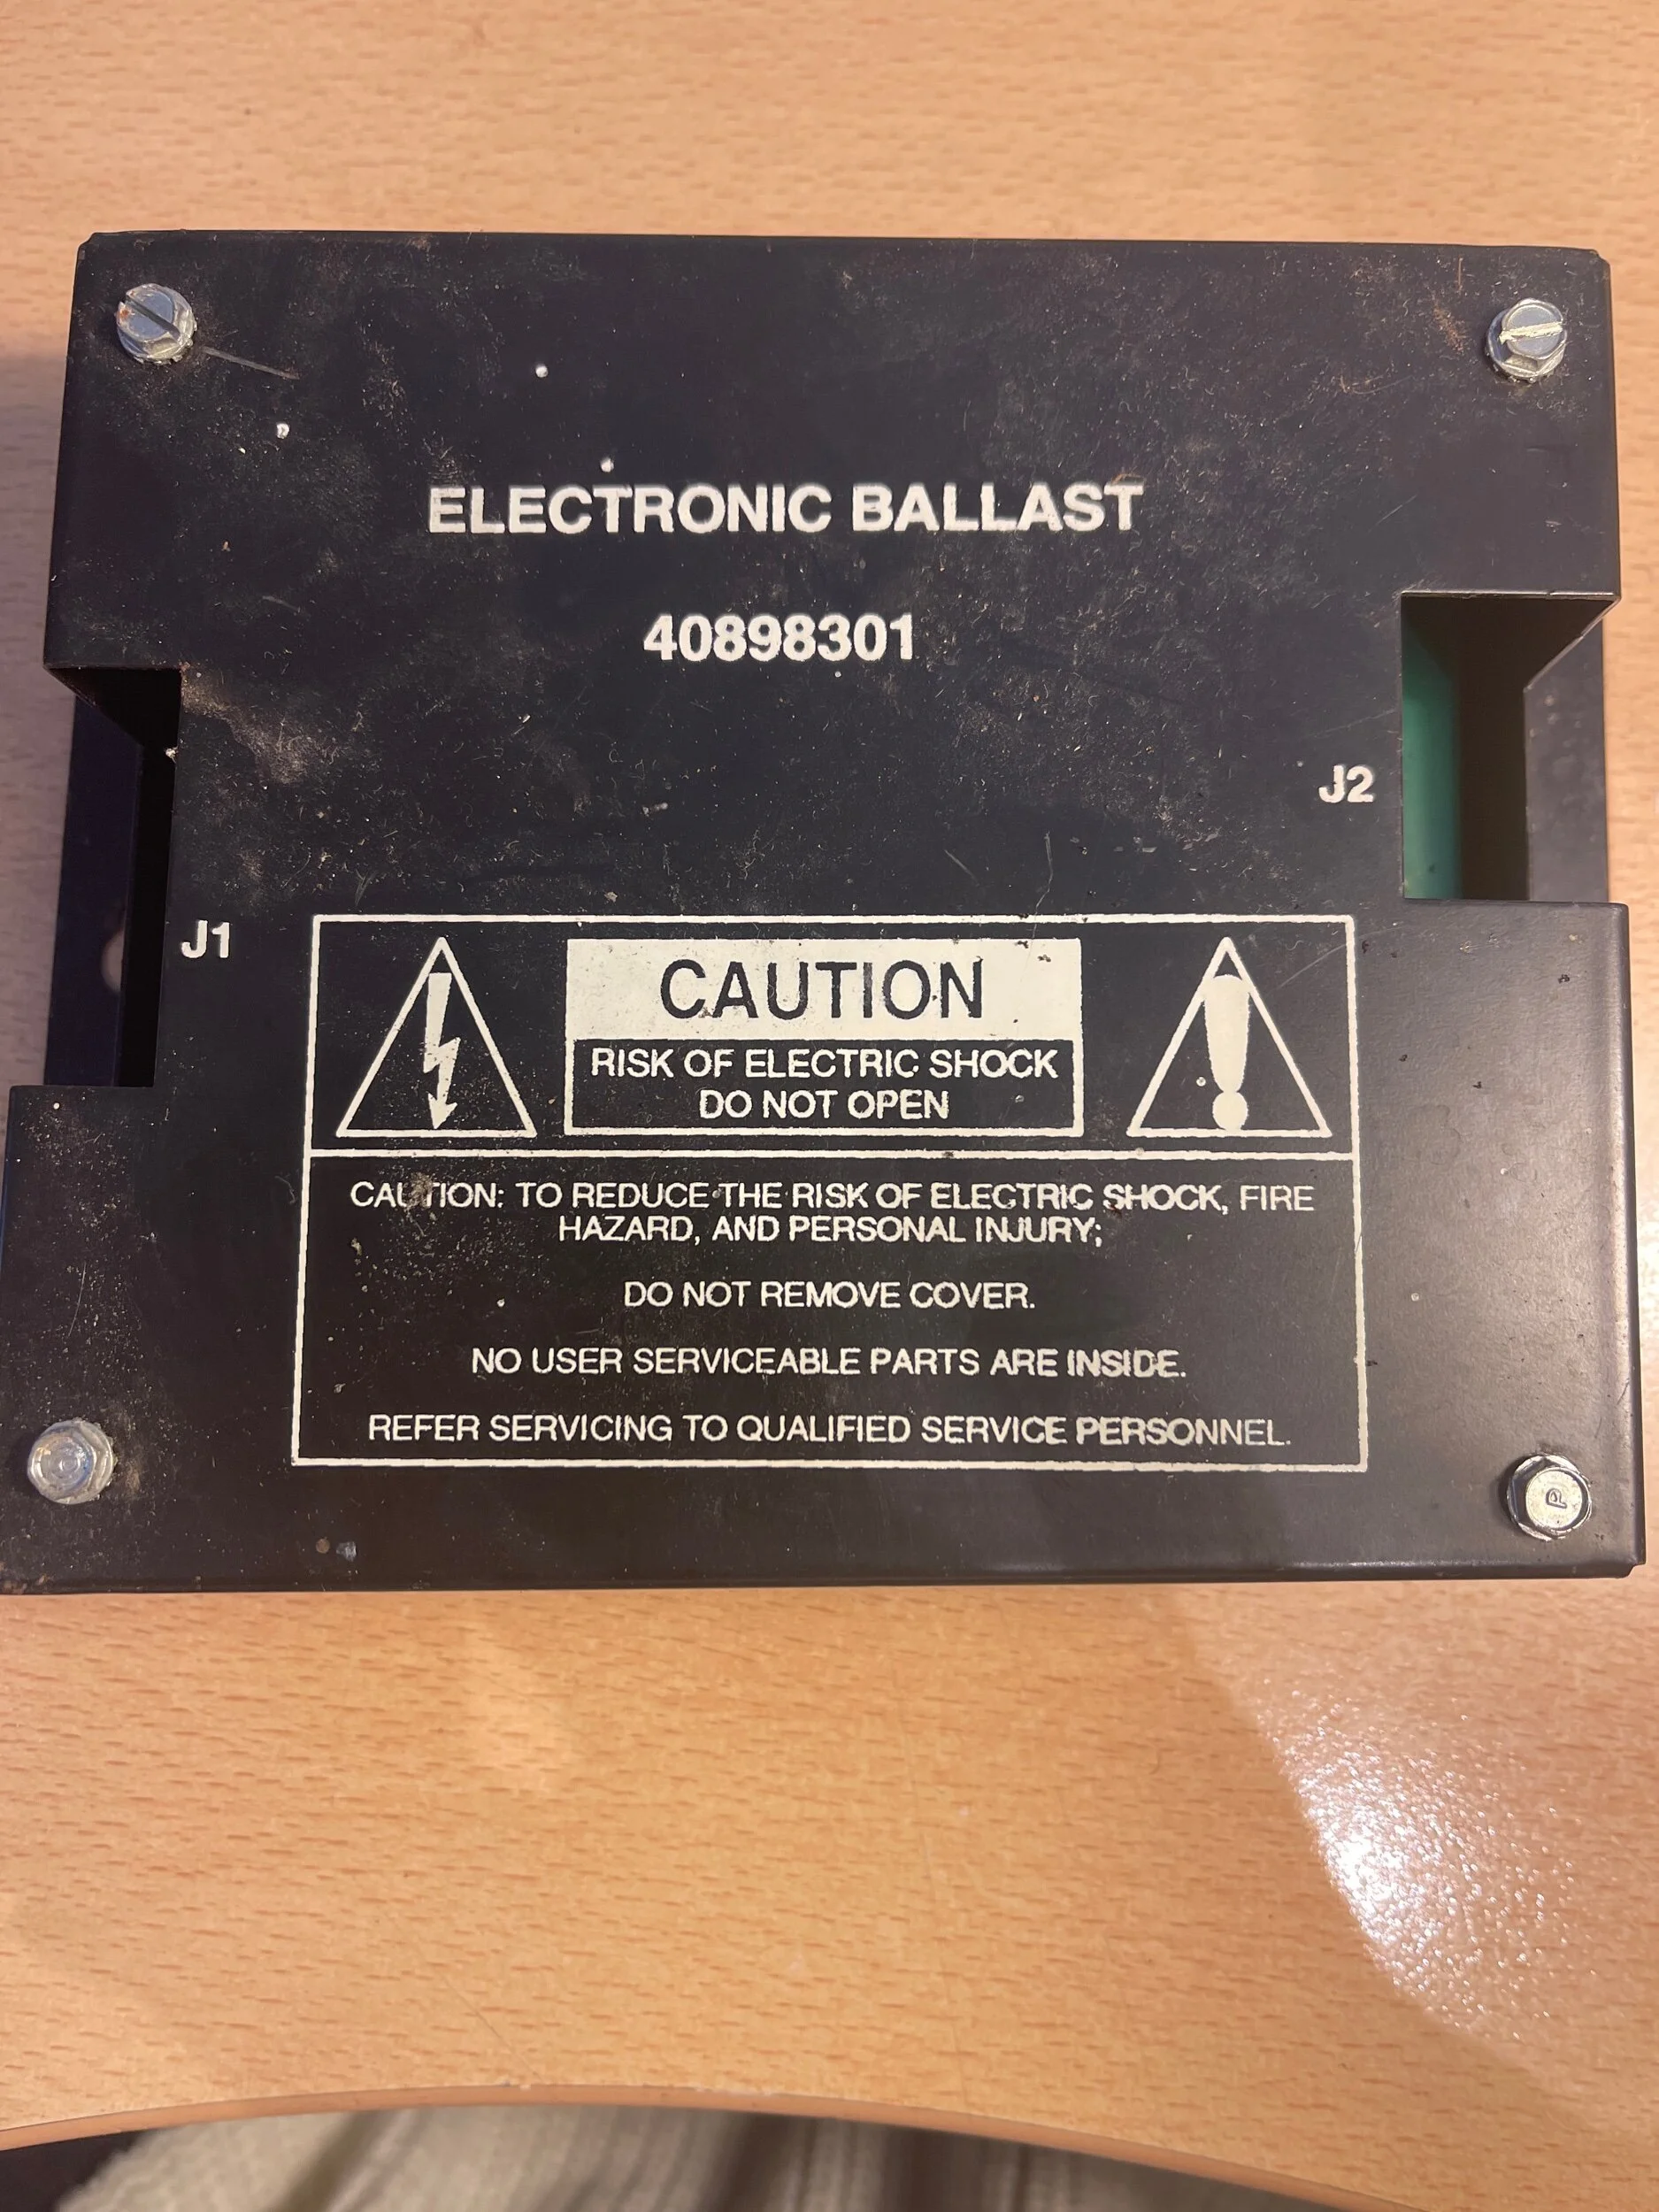 ELECTRONIC BALLAST
40898301
J2
J1
CAUTION
RISK OF ELECTRIC SHOCK
DO NOT OPEN
CAUTION: TO REDUCE THE RISK OF ELECTRIC SHOCK, FIRE
HAZARD, AND PERSONAL INJURY;
DO NOT REMOVE COVER.
NO USER SERVICEABLE PARTS ARE INSIDE.
REFER SERVICING TO QUALIFIED SERVICE PERSONNEL.
P